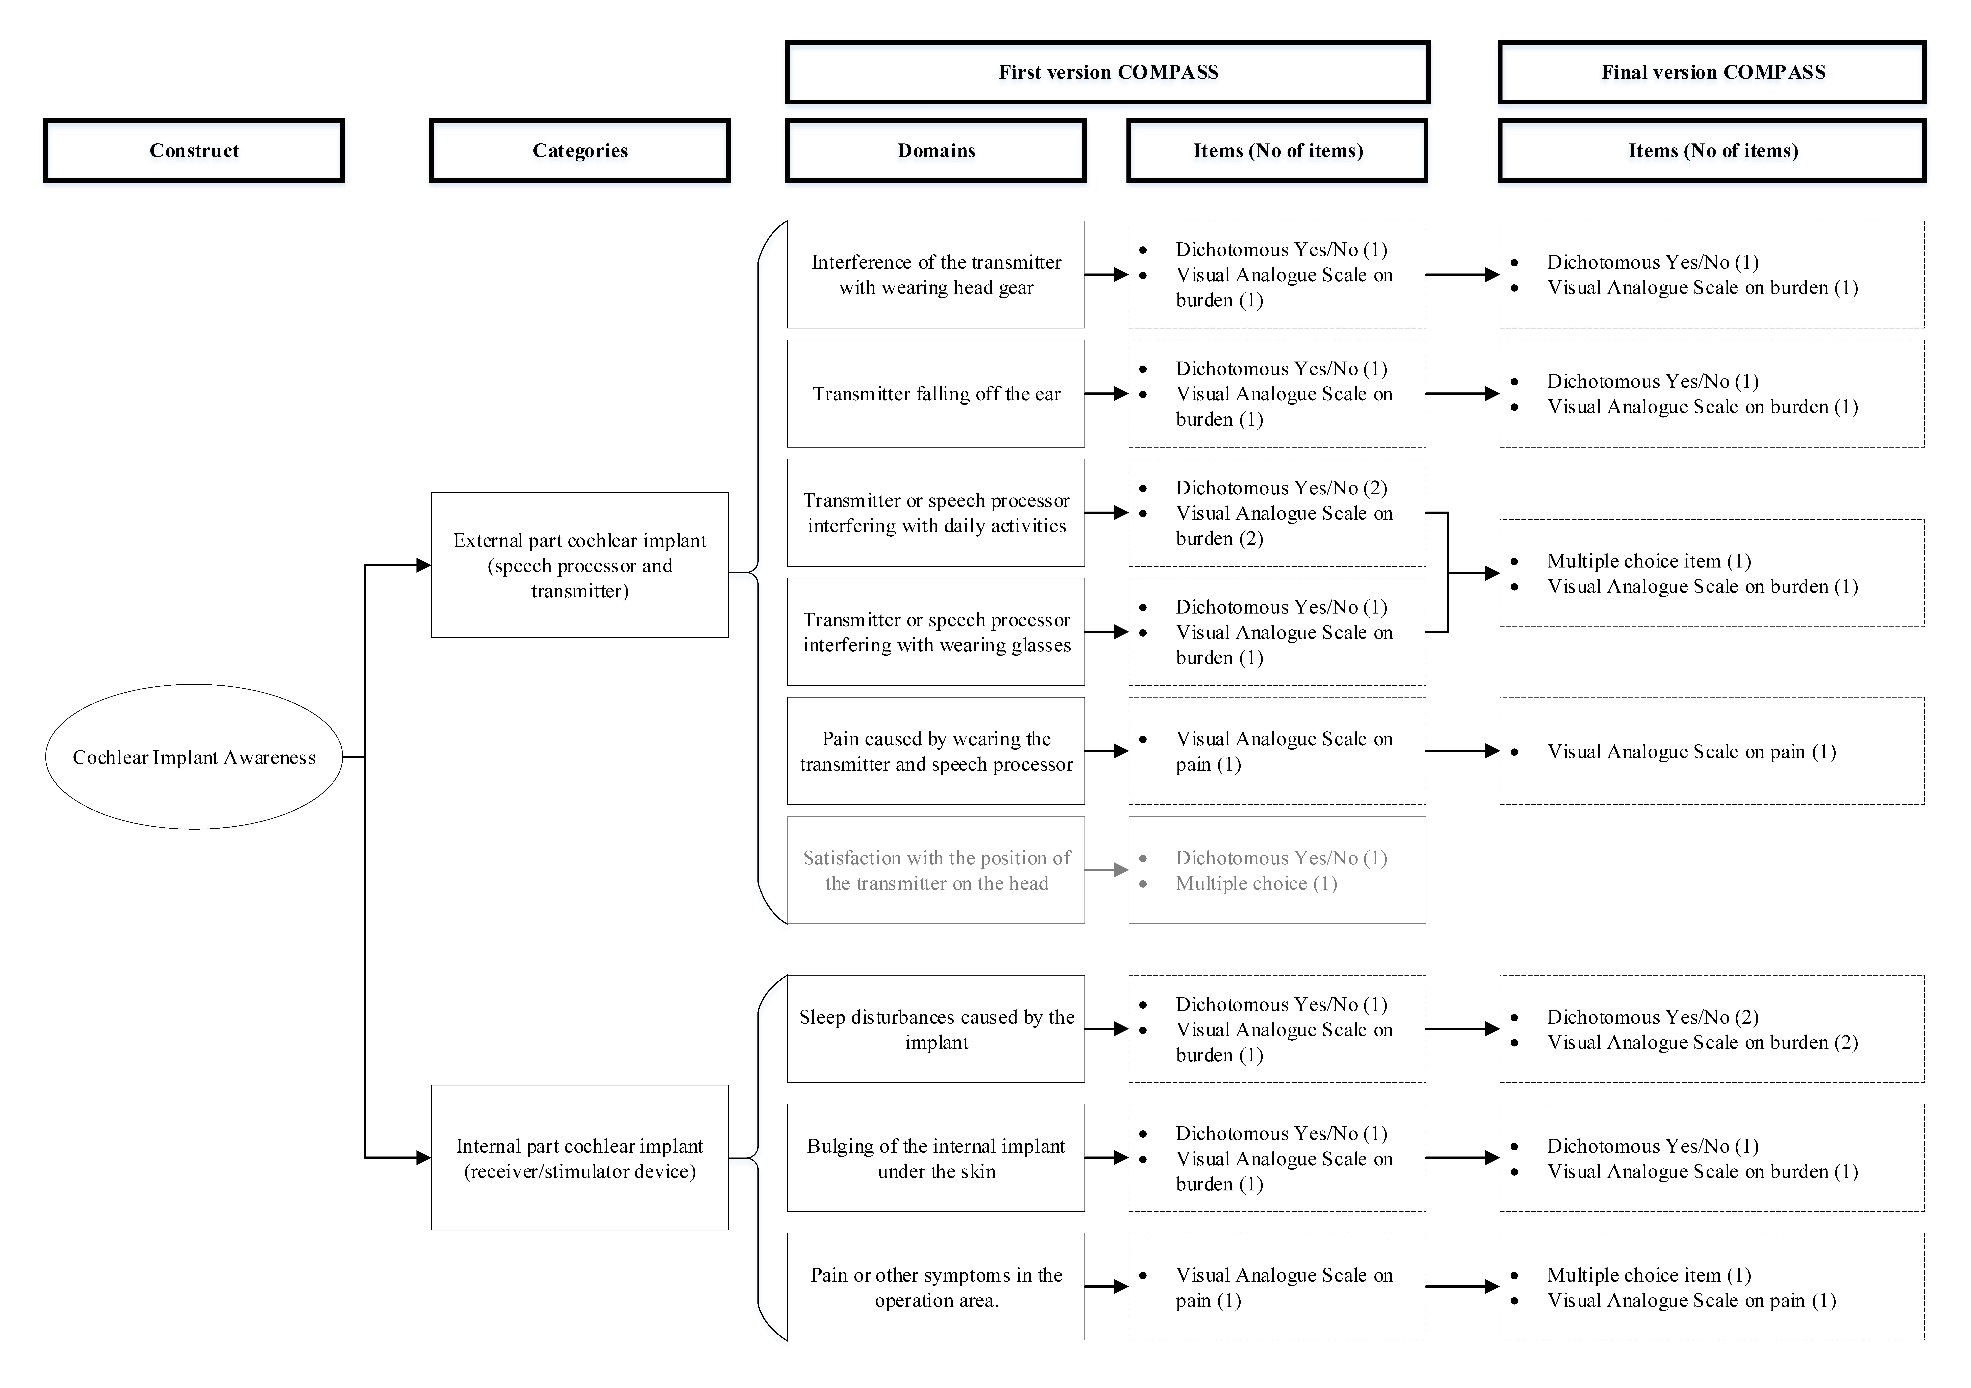 First version COMPASS
Final version COMPASS
Construct
Categories
Domains
Items (No of items)
Items (No of items)
Cochlear Implant Awareness
External part cochlear implant
(speech processor and
transmitter)
Interference of the transmitter
with wearing head gear
• Dichotomous Yes/No (1)
• Visual Analogue Scale on
burden (1)
• Dichotomous Yes/No (1)
• Visual Analogue Scale on burden (1)
Transmitter falling off the ear
• Dichotomous Yes/No (1)
• Visual Analogue Scale on
burden (1)
• Dichotomous Yes/No (1)
• Visual Analogue Scale on burden (1)
Transmitter or speech processor
interfering with daily activities
• Dichotomous Yes/No (2)
• Visual Analogue Scale on
burden (2)
Transmitter or speech processor
interfering with wearing glasses
• Dichotomous Yes/No (1)
• Visual Analogue Scale on
burden (1)
• Multiple choice item (1)
• Visual Analogue Scale on burden (1)
Pain caused by wearing the
transmitter and speech processor
• Visual Analogue Scale on
pain (1)
• Visual Analogue Scale on pain (1)
Satisfaction with the position of
the transmitter on the head
• Dichotomous Yes/No (1)
• Multiple choice (1)
Internal part cochlear implant
(receiver/stimulator device)
Sleep disturbances caused by the
implant
• Dichotomous Yes/No (1)
• Visual Analogue Scale on
burden (1)
• Dichotomous Yes/No (2)
• Visual Analogue Scale on burden (2)
Bulging of the internal implant
under the skin
• Dichotomous Yes/No (1)
• Visual Analogue Scale on
burden (1)
• Dichotomous Yes/No (1)
• Visual Analogue Scale on burden (1)
Pain or other symptoms in the
operation area.
• Visual Analogue Scale on
pain (1)
• Multiple choice item (1)
• Visual Analogue Scale on pain (1)